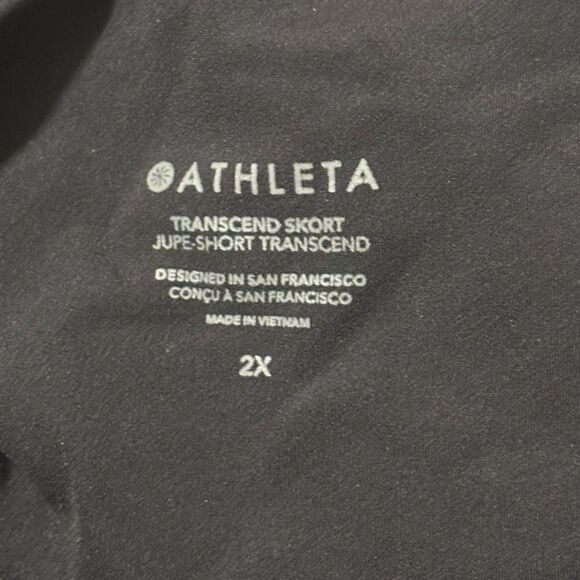 ATHLETA
TRANSCEND SKORT
JUPE-SHORT TRANSCEND
DESIGNED IN SAN FRANCISCO
CONÇU À SAN FRANCISCO
MADE IN VIETNAM
2X